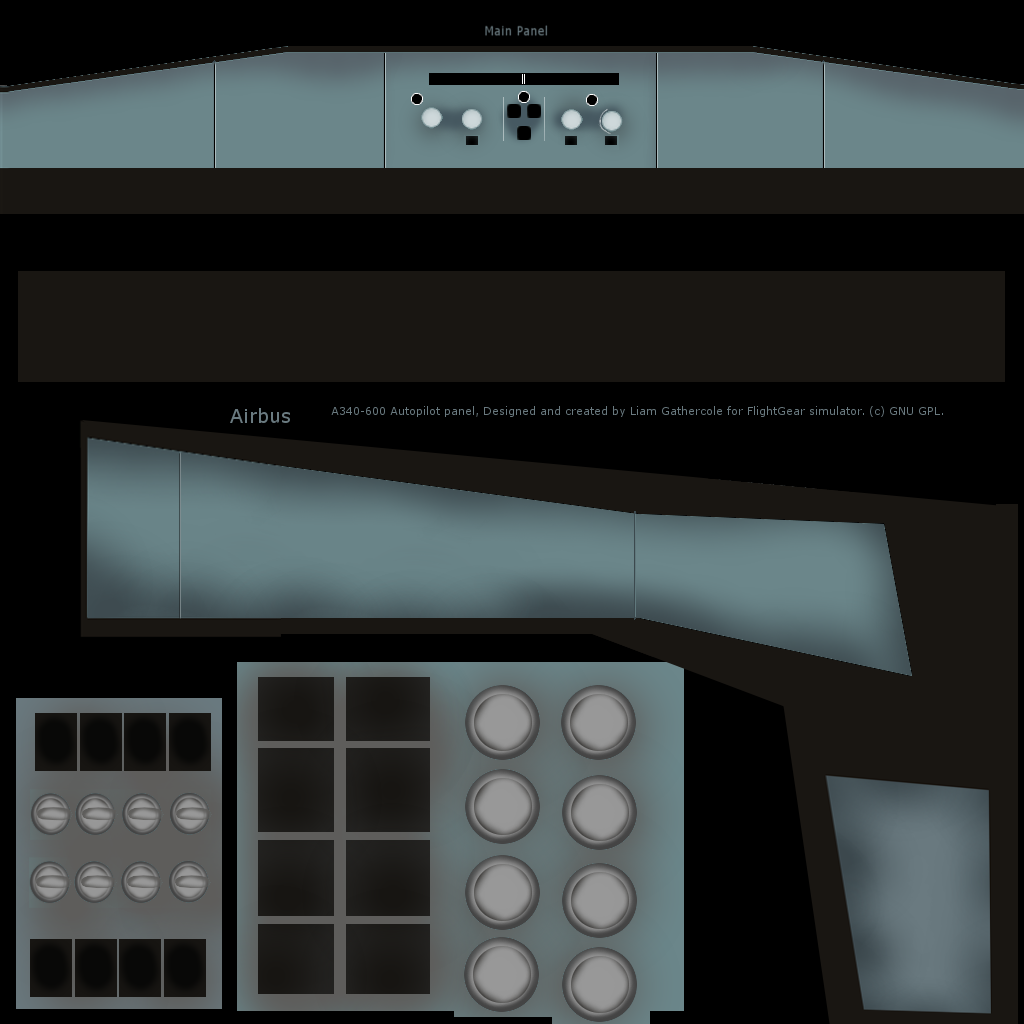 Main Panel
Airbus
A340-600 Autopilot panel, Designed and created by Liam Gathercole for FlightGear simulator. (c) GNU GPL.